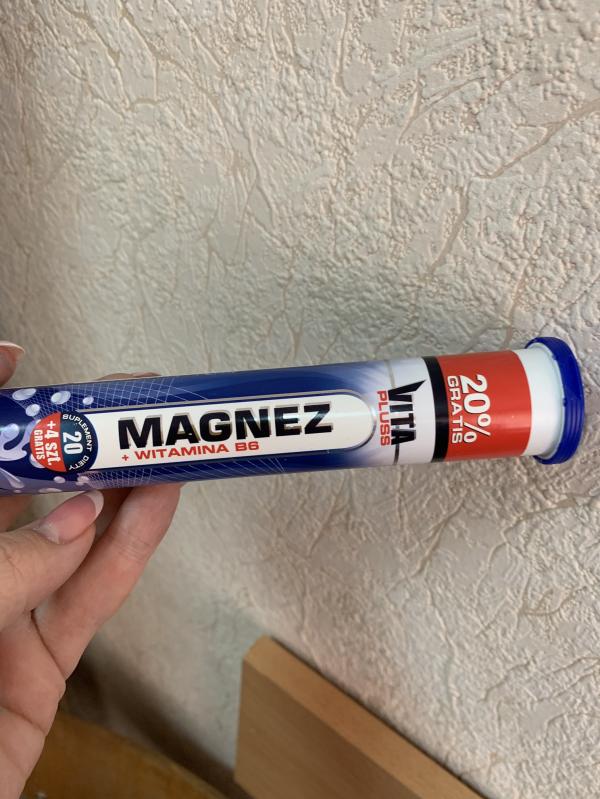 MAGNEZ
+ WITAMINA B6
SUPLEMENT DIETY
20
+4 SZT.
GRATIS
VITA
PLUSS
20%
GRATIS